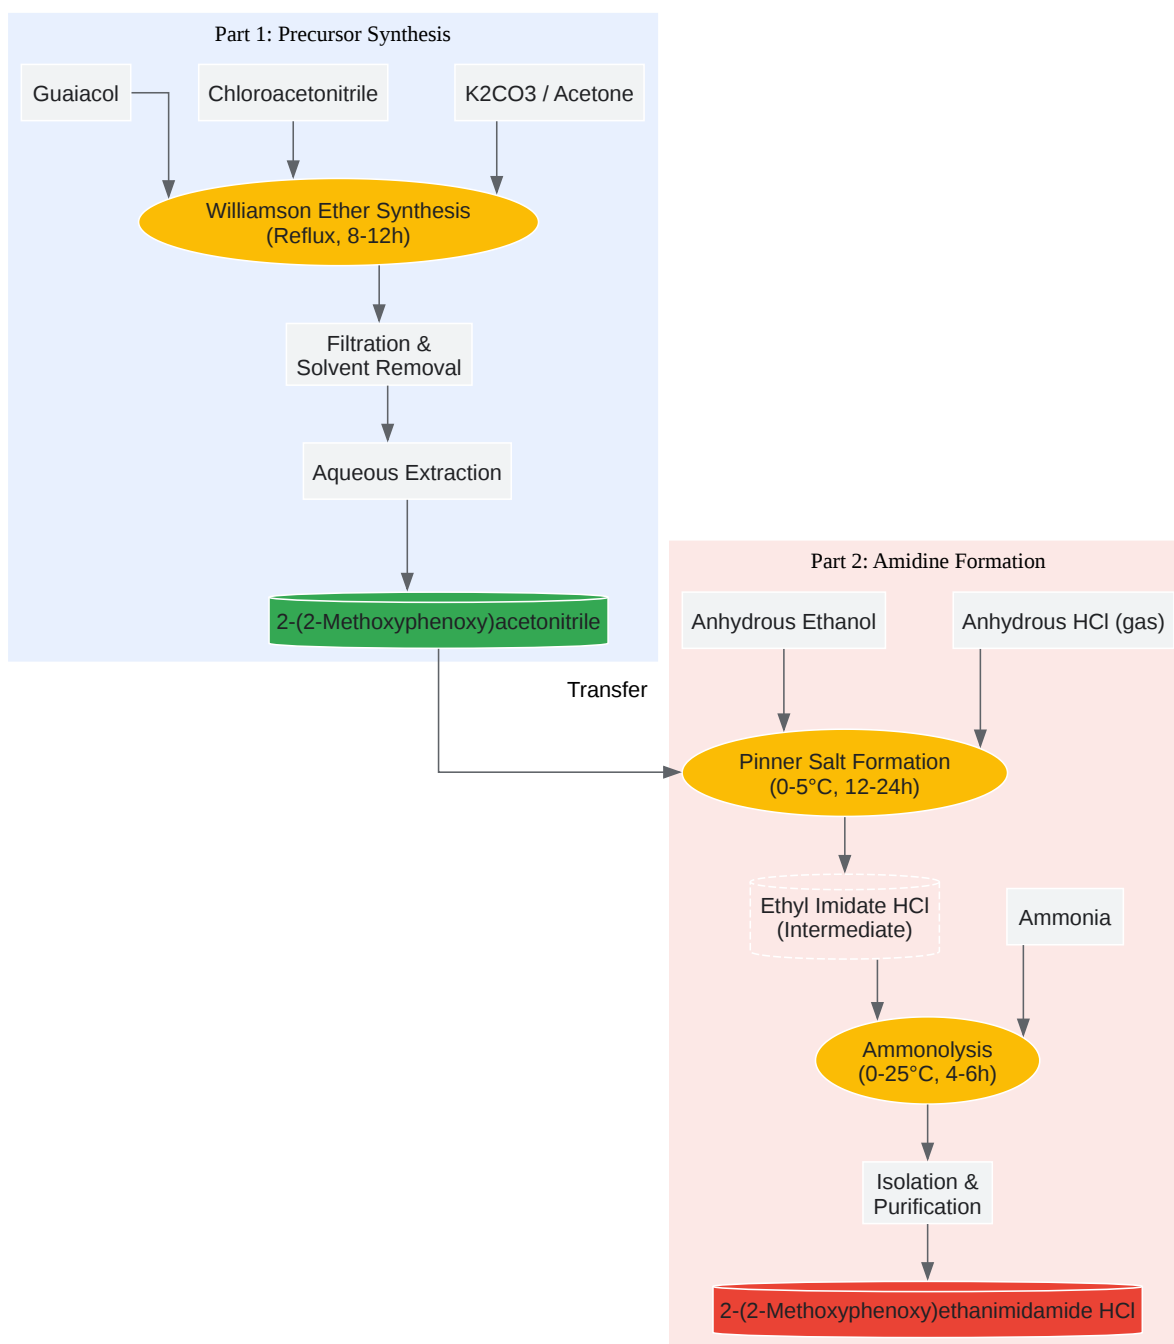 Part 1: Precursor Synthesis
Guaiacol
Chloroacetonitrile
K2CO3 / Acetone
Williamson Ether Synthesis
(Reflux, 8-12h)
Filtration &
Solvent Removal
Aqueous Extraction
2-(2-Methoxyphenoxy)acetonitrile
Transfer
Part 2: Amidine Formation
Anhydrous Ethanol
Anhydrous HCl (gas)
Pinner Salt Formation
(0-5°C, 12-24h)
Ethyl Imidate HCl
(Intermediate)
Ammonia
Ammonolysis
(0-25°C, 4-6h)
Isolation &
Purification
2-(2-Methoxyphenoxy)ethanimidamide HCl